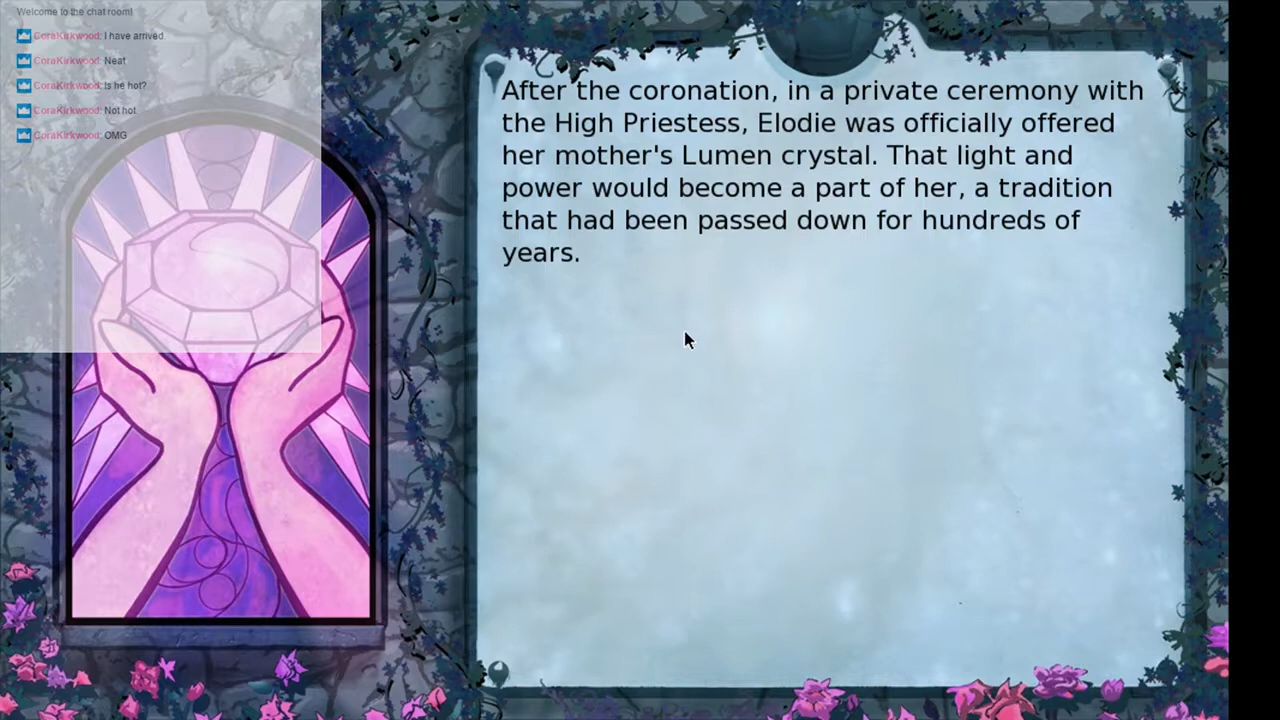 Welcome to the chat room!
CoraKirkwood: I have arrived.
CoraKirkwood: Neat
CoraKirkwood: Is he hot?
CoraKirkwood: Not hot
CoraKirkwood: OMG
After the coronation, in a private ceremony with
the High Priestess, Elodie was officially offered
her mother's Lumen crystal. That light and
power would become a part of her, a tradition
that had been passed down for hundreds of
years.